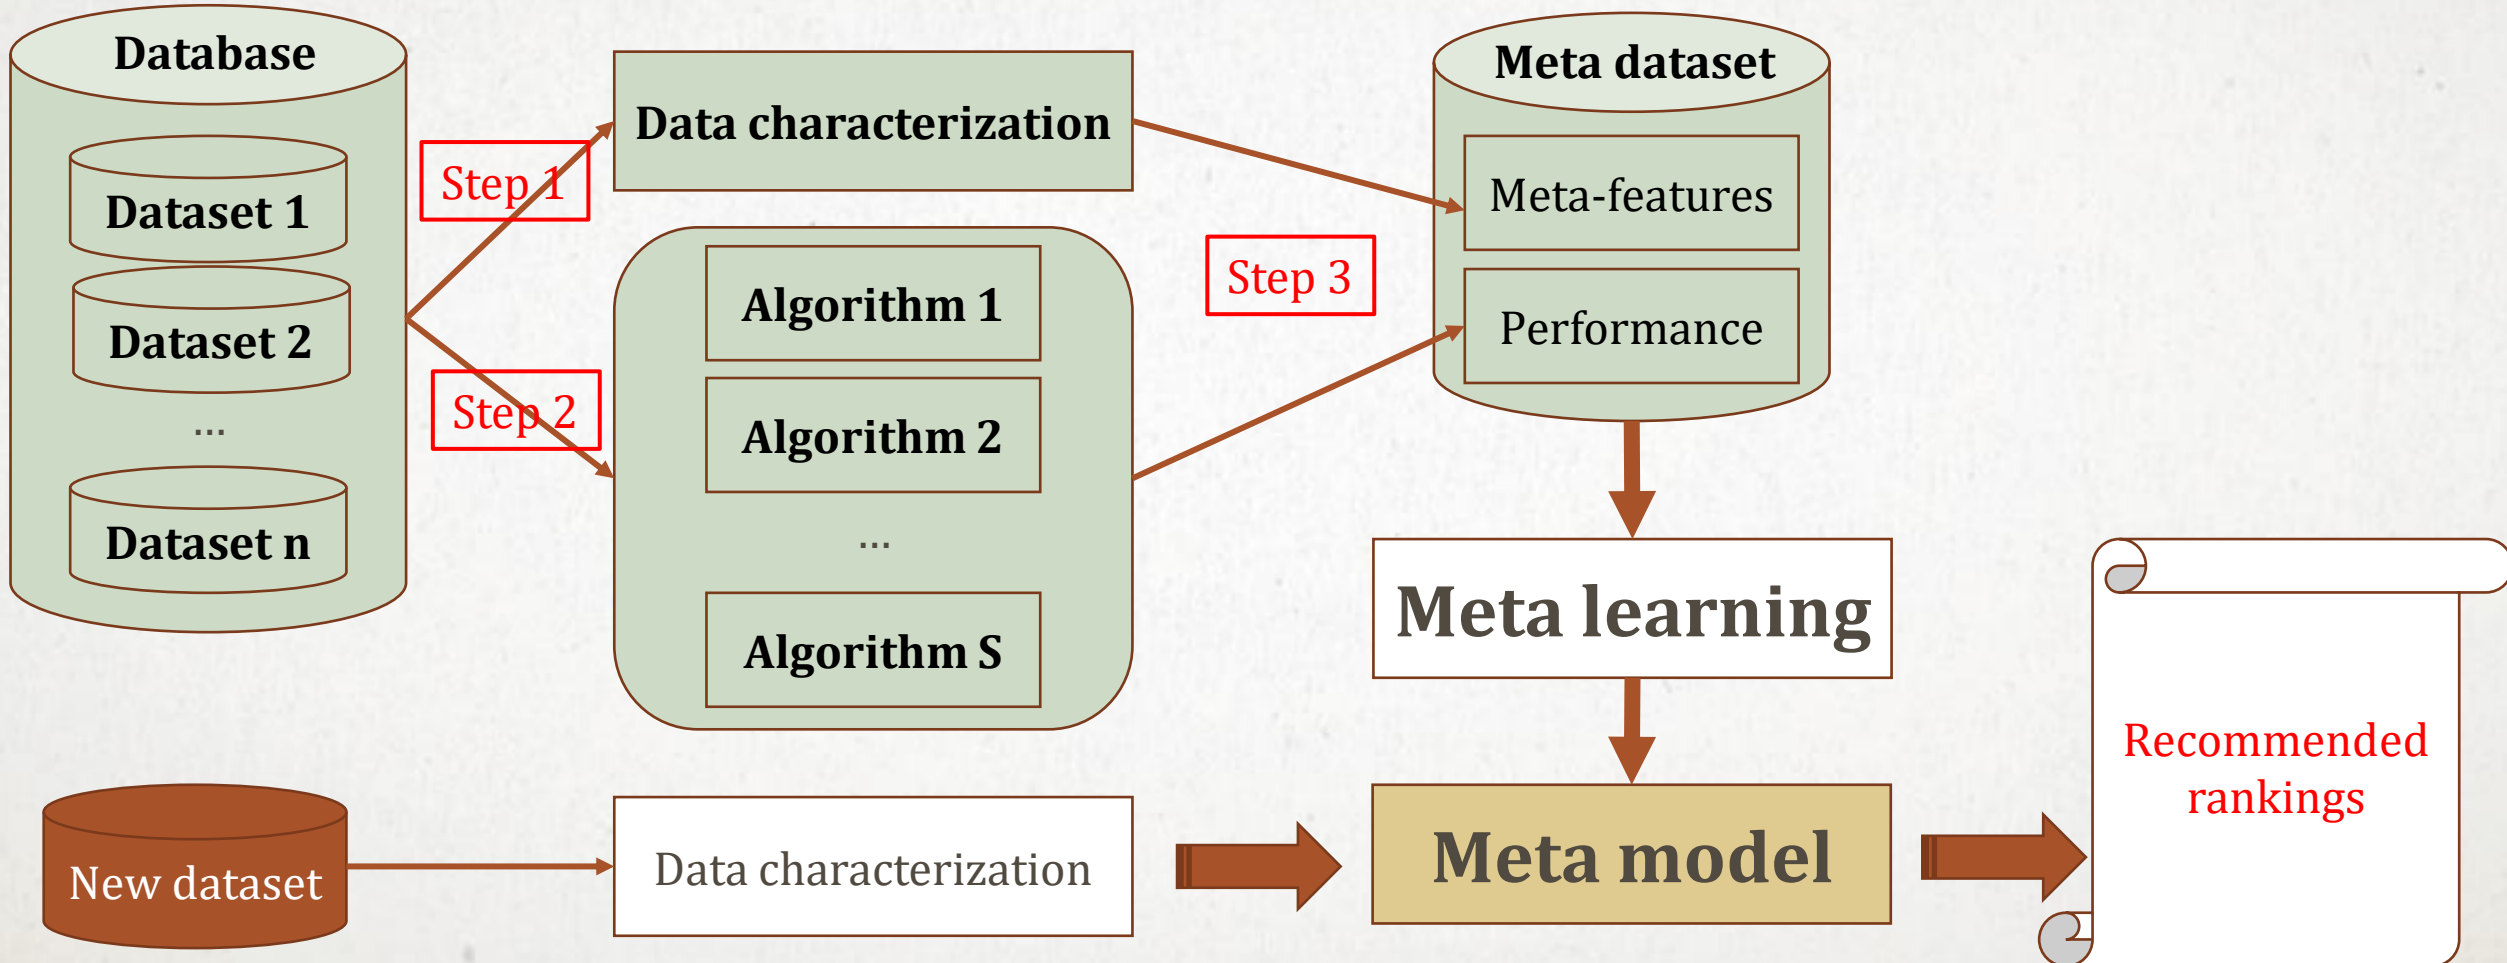 Database
Dataset 1
Dataset 2
...
Dataset n
Step 1
Step 2
Data characterization
Algorithm 1
Algorithm 2
...
Algorithm S
Step 3
Meta dataset
Meta-features
Performance
Meta learning
New dataset
Data characterization
Meta model
Recommended
rankings